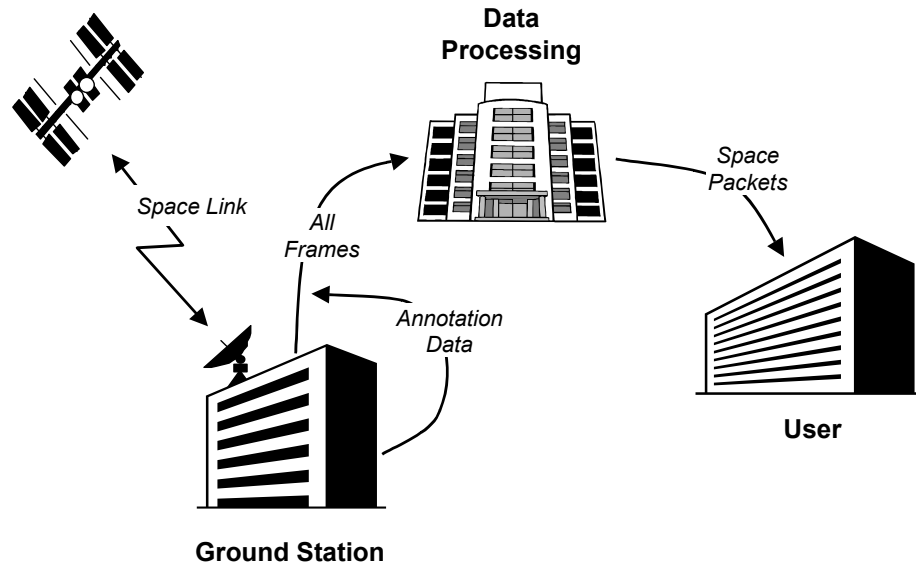 Data
Processing
Space Link
All
Frames
Space
Packets
Annotation
Data
User
Ground Station